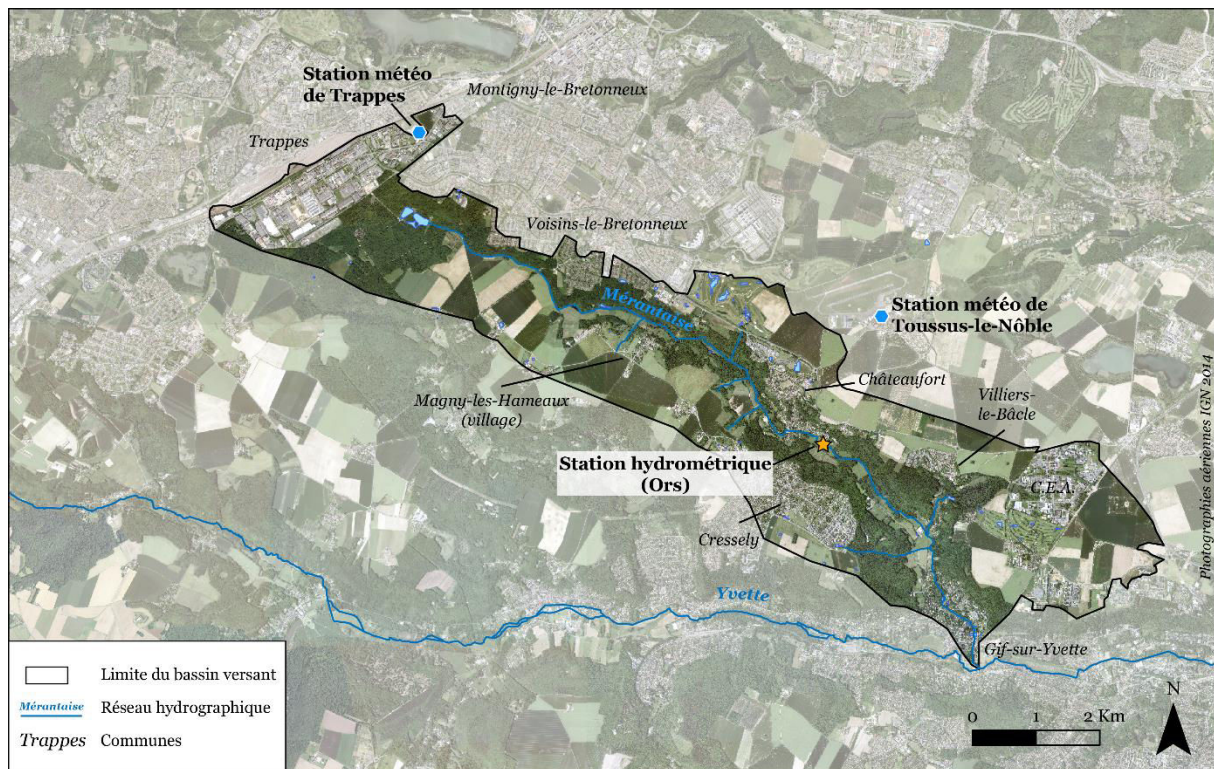 Station météo
de Trappes
Montigny-le-Bretonneux
Trappes
Voisins-le-Bretonneux
Mérantaise
Station météo de
Toussus-le-Nôble
Châteaufort
Magny-les-Hameaux
(village)
Villiers-
le-Bâcle
Station hydrométrique
(Ors)
C.E.A.
Cressely
Yvette
Gif-sur-Yvette
Photographies aériennes IGN 2014
Limite du bassin versant
Mérantaise Réseau hydrographique
Trappes Communes
0 1 2 Km
N